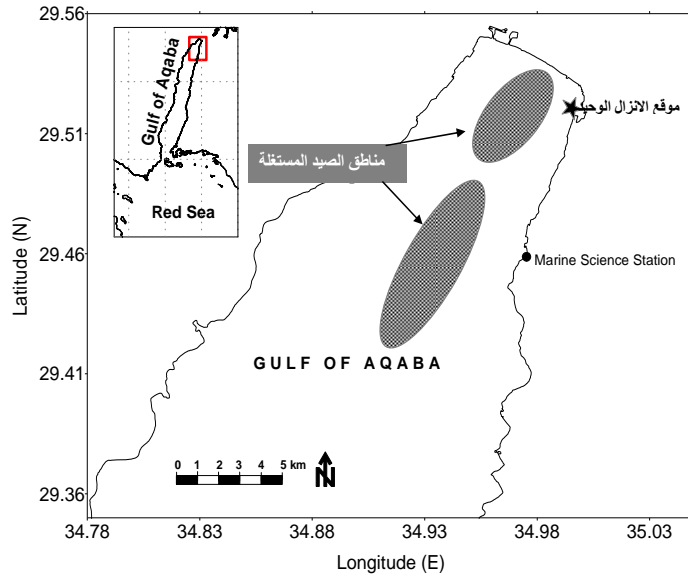 29.56
29.51
29.46
29.41
29.36
Latitude (N)
Gulf of Aqaba
Red Sea
موقع الانزال الوحيد
مناطق الصيد المستغلة
Marine Science Station
GULF OF AQABA
0 1 2 3 4 5 km
N
34.78 34.83 34.88 34.93 34.98 35.03
Longitude (E)